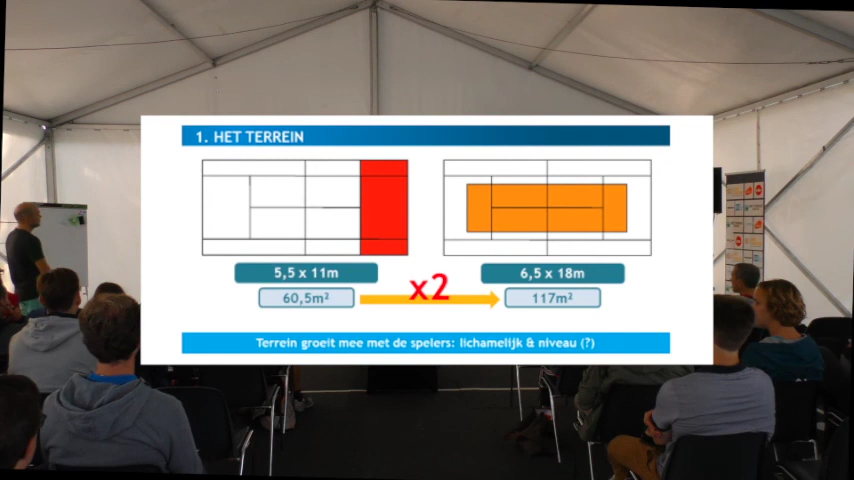 1. HET TERREIN
5,5 x 11m
6,5 x 18m
60,5m²
x2
117m²
Terrein groeit mee met de spelers: lichamelijk & niveau (?)